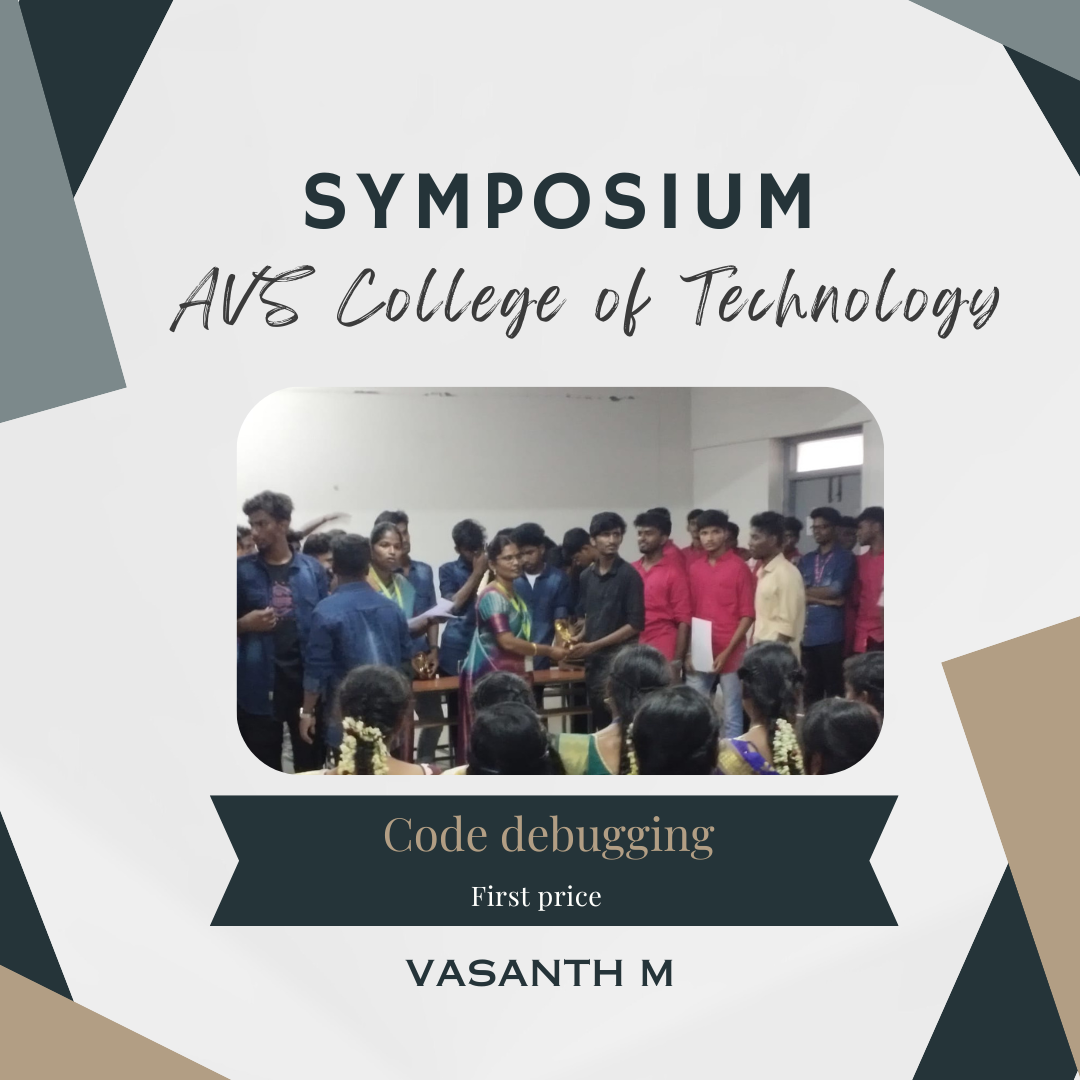 SYMPOSIUM
AVS College of Technology
Code debugging
First price
VASANTH M